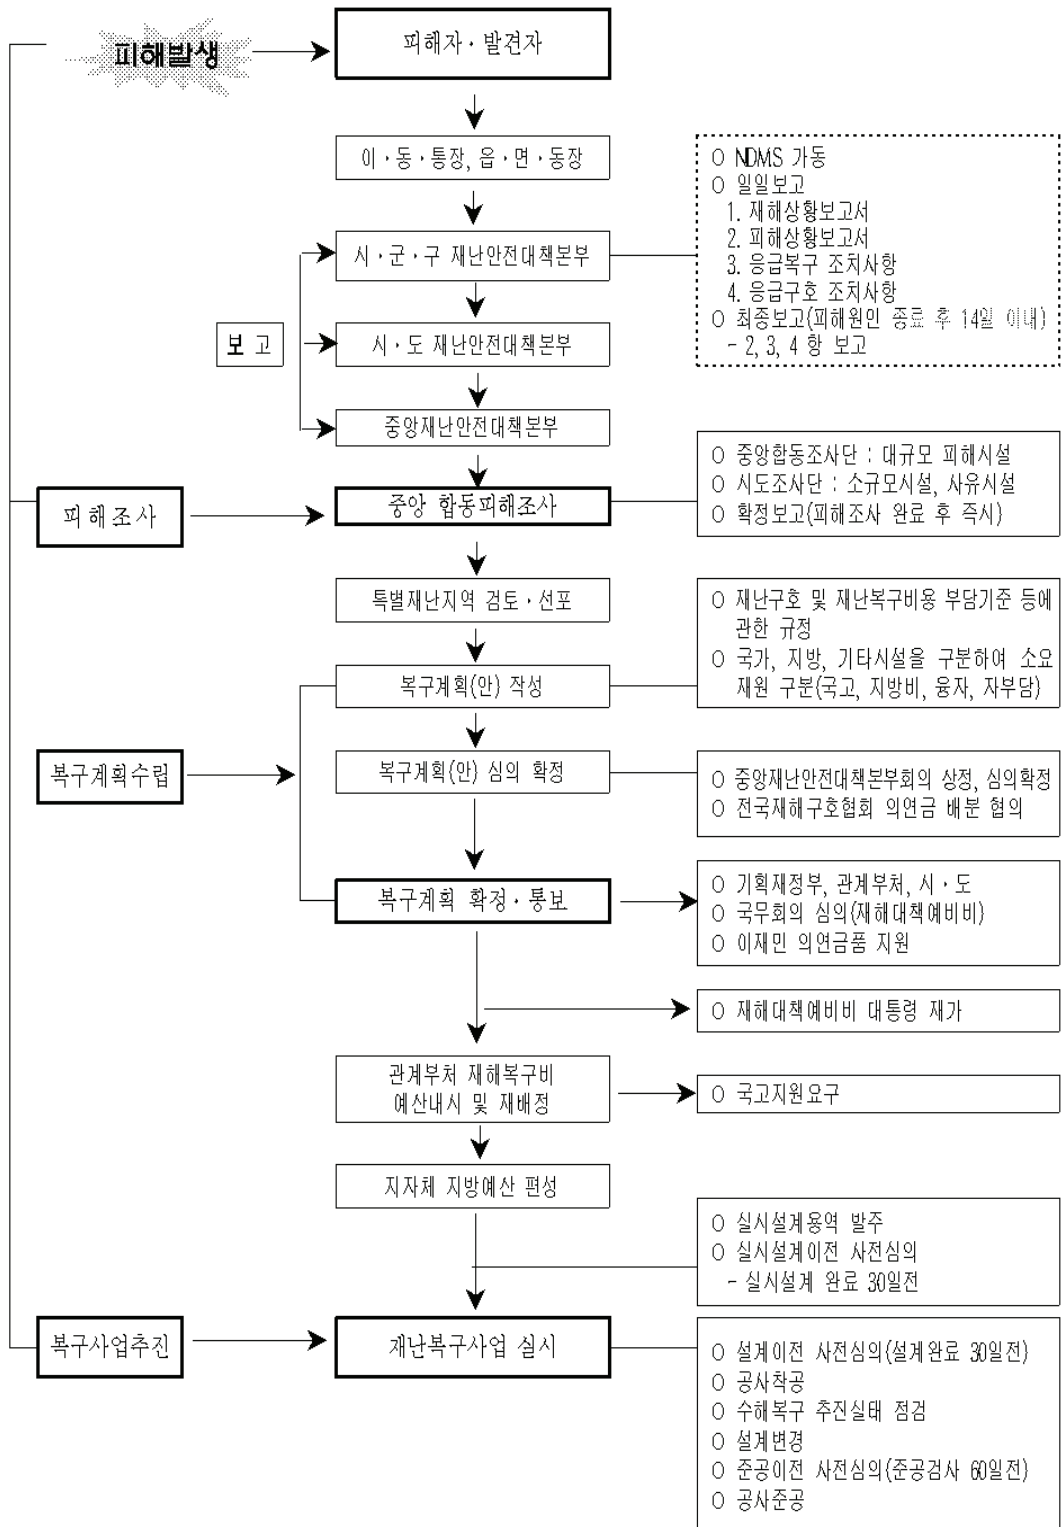 피해발생
피해자·발견자
이·동·통장, 읍·면·동장
시·군·구 재난안전대책본부
○ NDMS 가동
○ 일일보고
1. 재해상황보고서
2. 피해상황보고서
3. 응급복구 조치사항
4. 응급구호 조치사항
○ 최종보고(피해원인 종료 후 14일 이내)
- 2, 3, 4 항 보고
보 고
시·도 재난안전대책본부
중앙재난안전대책본부
피해조사
중앙 합동피해조사
○ 중앙합동조사단 : 대규모 피해시설
○ 시도조사단 : 소규모시설, 사유시설
○ 확정보고(피해조사 완료 후 즉시)
특별재난지역 검토·선포
복구계획(안) 작성
○ 재난구호 및 재난복구비용 부담기준 등에
관한 규정
○ 국가, 지방, 기타시설을 구분하여 소요
재원 구분(국고, 지방비, 융자, 자부담)
복구계획수립
복구계획(안) 심의 확정
○ 중앙재난안전대책본부회의 상정, 심의확정
○ 전국재해구호협회 의연금 배분 협의
복구계획 확정·통보
○ 기획재정부, 관계부처, 시·도
○ 국무회의 심의(재해대책예비비)
○ 이재민 의연금품 지원
○ 재해대책예비비 대통령 재가
관계부처 재해복구비
예산내시 및 재배정
○ 국고지원요구
지자체 지방예산 편성
○ 실시설계용역 발주
○ 실시설계이전 사전심의
- 실시설계 완료 30일전
복구사업추진
재난복구사업 실시
○ 설계이전 사전심의(설계완료 30일전)
○ 공사착공
○ 수해복구 추진실태 점검
○ 설계변경
○ 준공이전 사전심의(준공검사 60일전)
○ 공사준공